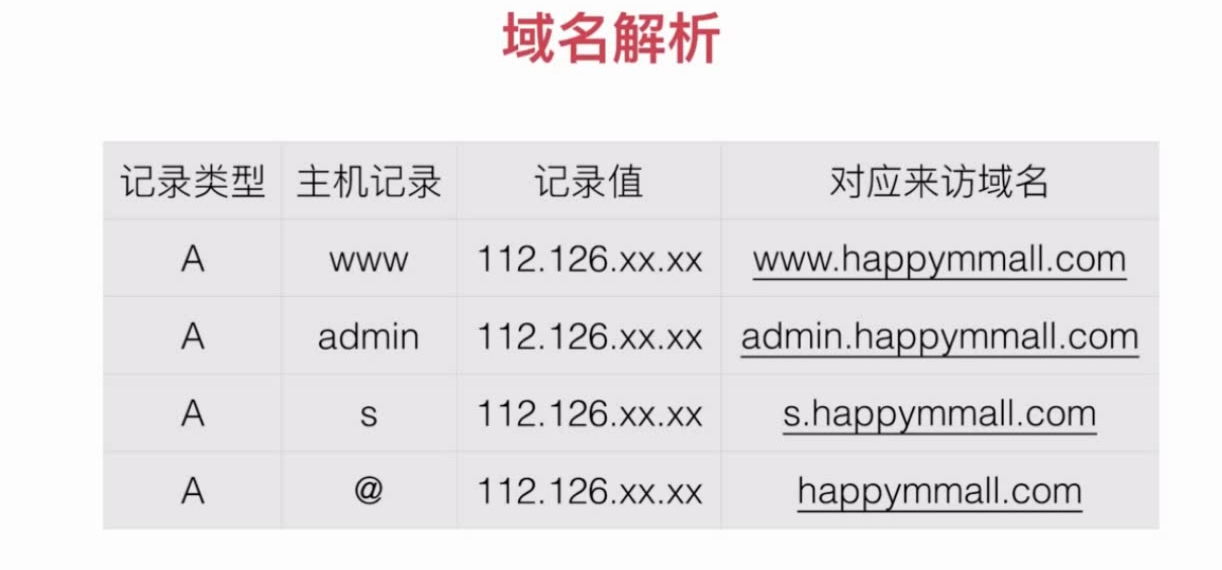 域名解析
记录类型 主机记录 记录值 对应来访域名
A www 112.126.xx.xx www.happymmall.com
A admin 112.126.xx.xx admin.happymmall.com
A s 112.126.xx.xx s.happymmall.com
A @ 112.126.xx.xx happymmall.com